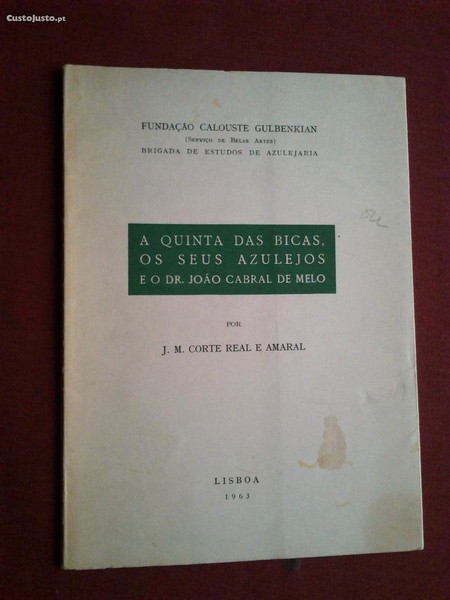 CustoJusto.pt
FUNDAÇÃO CALOUSTE GULBENKIAN
(SERVIÇO DE BELAS ARTES)
BRIGADA DE ESTUDOS DE AZULEJARIA
A QUINTA DAS BICAS,
OS SEUS AZULEJOS
E O DR. JOÃO CABRAL DE MELO
POR
J. M. CORTE REAL E AMARAL
LISBOA
1963